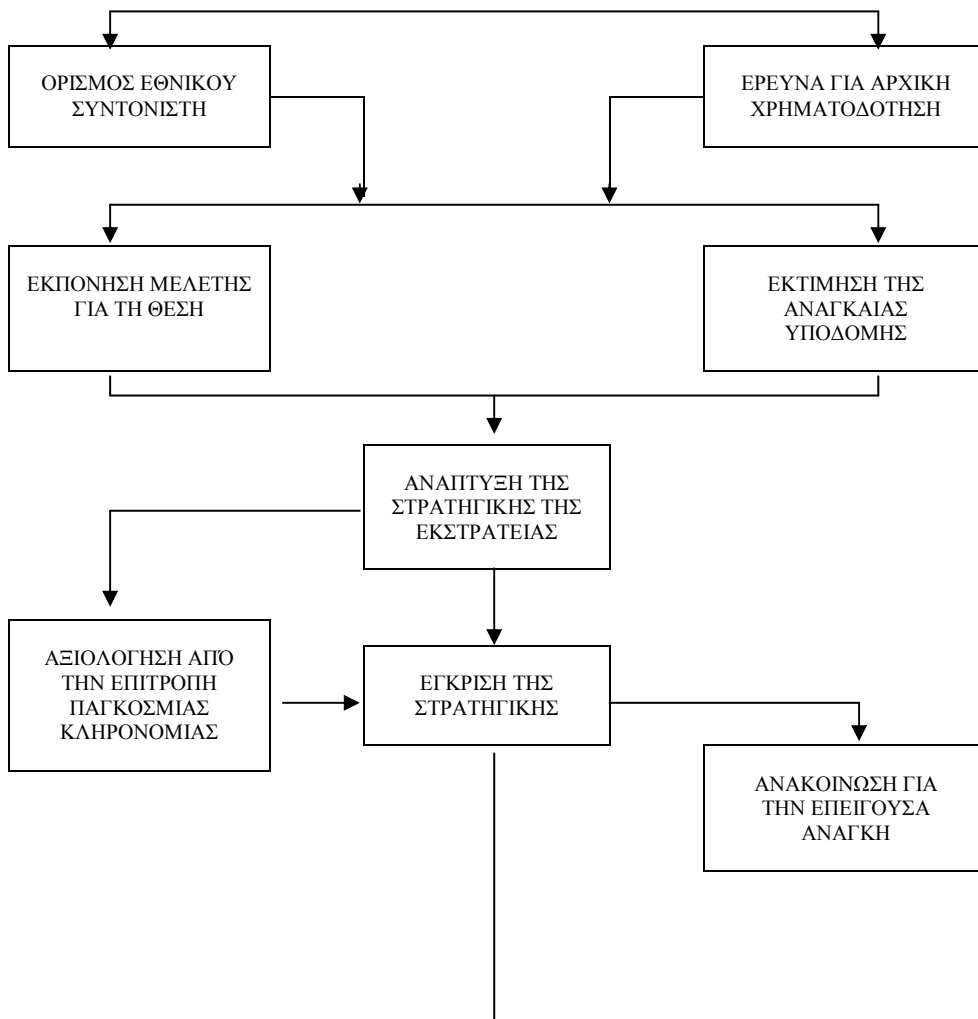 ΟΡΙΣΜΟΣ ΕΘΝΙΚΟΥ
ΣΥΝΤΟΝΙΣΤΗ
ΕΡΕΥΝΑ ΓΙΑ ΑΡΧΙΚΗ
ΧΡΗΜΑΤΟΔΟΤΗΣΗ
ΕΚΠΟΝΗΣΗ ΜΕΛΕΤΗΣ
ΓΙΑ ΤΗ ΘΕΣΗ
ΕΚΤΙΜΗΣΗ ΤΗΣ
ΑΝΑΓΚΑΙΑΣ
ΥΠΟΔΟΜΗΣ
ΑΝΑΠΤΥΞΗ ΤΗΣ
ΣΤΡΑΤΗΓΙΚΗΣ ΤΗΣ
ΕΚΣΤΡΑΤΕΙΑΣ
ΑΞΙΟΛΟΓΗΣΗ ΑΠΌ
ΤΗΝ ΕΠΙΤΡΟΠΗ
ΠΑΓΚΟΣΜΙΑΣ
ΚΛΗΡΟΝΟΜΙΑΣ
ΕΓΚΡΙΣΗ ΤΗΣ
ΣΤΡΑΤΗΓΙΚΗΣ
ΑΝΑΚΟΙΝΩΣΗ ΓΙΑ
ΤΗΝ ΕΠΕΙΓΟΥΣΑ
ΑΝΑΓΚΗ